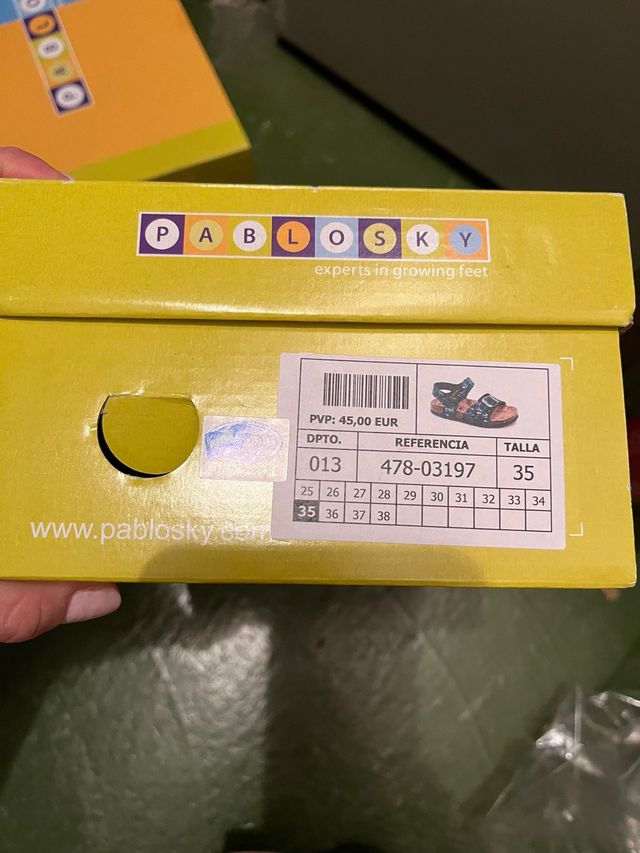 PABLOSKY
experts in growing feet
PVP: 45,00 EUR
DPTO. REFERENCIA TALLA
013 478-03197 35
25 26 27 28 29 30 31 32 33 34
35 36 37 38
www.pablosky.com